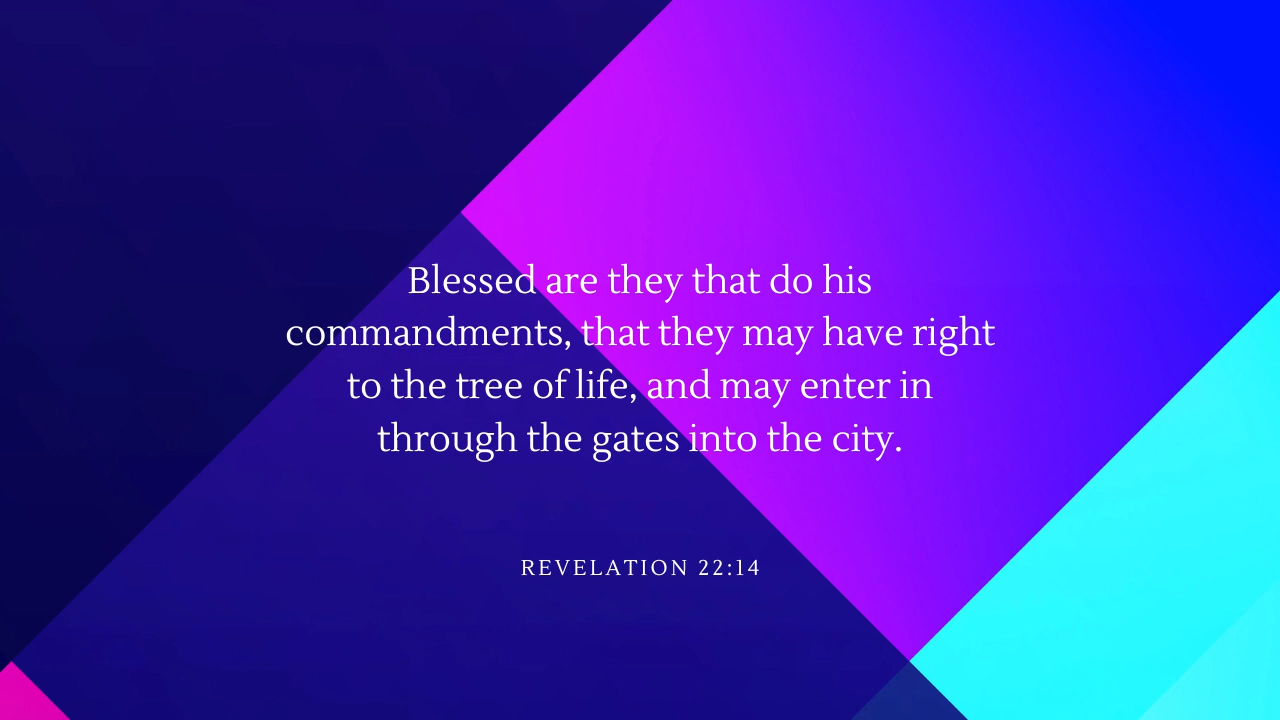 Blessed are they that do his
commandments, that they may have right
to the tree of life, and may enter in
through the gates into the city.
REVELATION 22:14